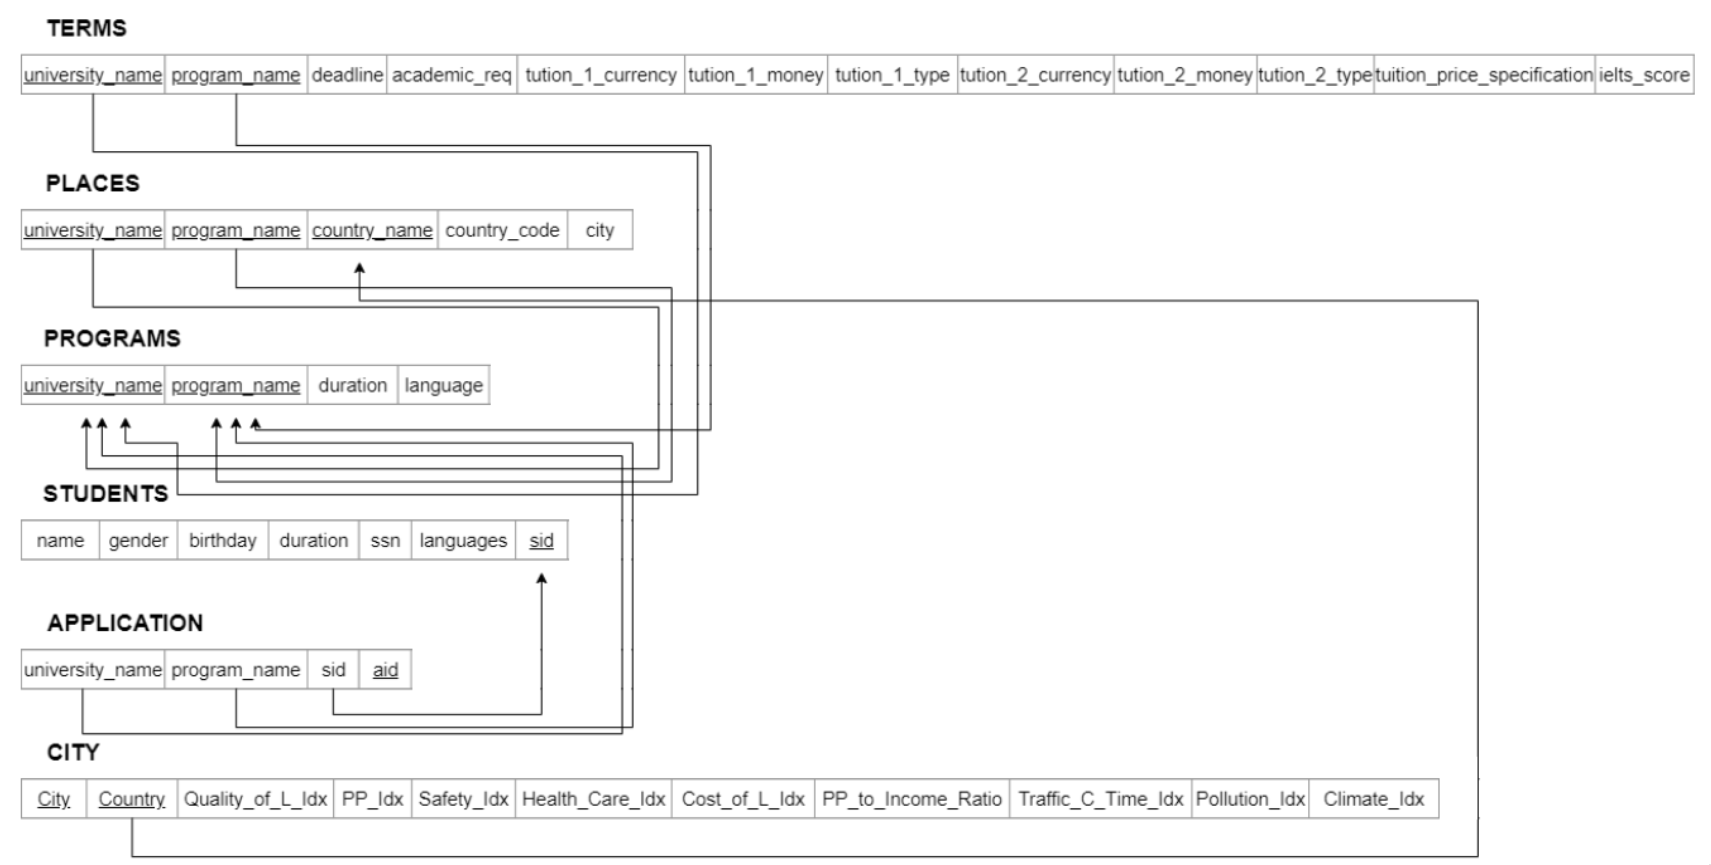 TERMS
university_name program_name deadline academic_req tution_1_currency tution_1_money tution_1_type tution_2_currency tution_2_money tution_2_type tuition_price_specification ielts_score
PLACES
university_name program_name country_name country_code city
PROGRAMS
university_name program_name duration language
STUDENTS
name gender birthday duration ssn languages sid
APPLICATION
university_name program_name sid aid
CITY
City Country Quality_of_L_Idx PP_Idx Safety_Idx Health_Care_Idx Cost_of_L_Idx PP_to_Income_Ratio Traffic_C_Time_Idx Pollution_Idx Climate_Idx